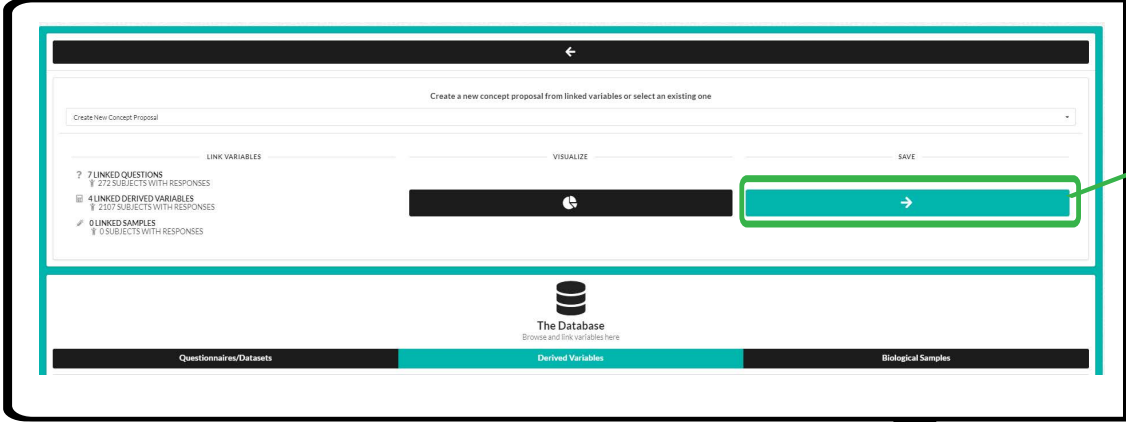 Create a new concept proposal from linked variables or select an existing one
Create New Concept Proposal
LINK VARIABLES
? 7 LINKED QUESTIONS
272 SUBJECTS WITH RESPONSES
4 LINKED DERIVED VARIABLES
2107 SUBJECTS WITH RESPONSES
0 LINKED SAMPLES
0 SUBJECTS WITH RESPONSES
VISUALIZE
SAVE
The Database
Browse and link variables here
Questionnaires/Datasets
Derived Variables
Biological Samples